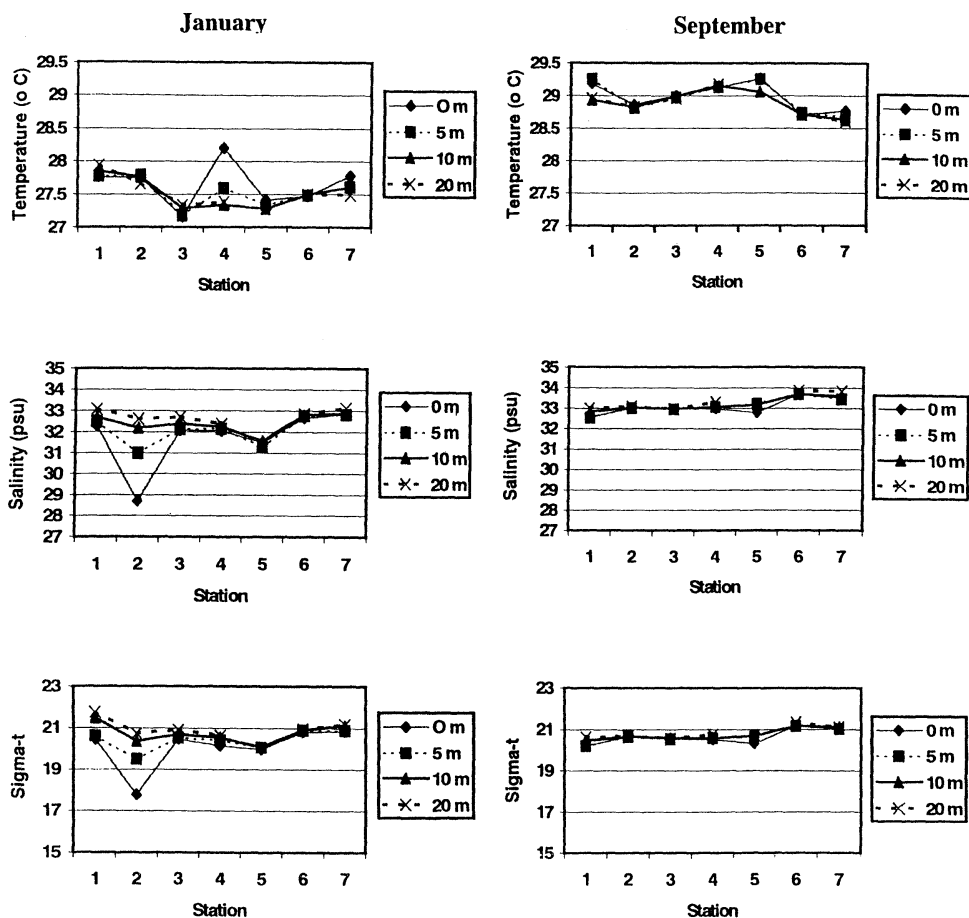 January
September
Temperature (o C)
29.5
29
28.5
28
27.5
27
1 2 3 4 5 6 7
Station
O m
5 m
10 m
20 m
Temperature (o C)
29.5
29
28.5
28
27.5
27
1 2 3 4 5 6 7
Station
0 m
5 m
10 m
20 m
Salinity (psu)
35
34
33
32
31
30
29
28
27
1 2 3 4 5 6 7
Station
0 m
5 m
10 m
20 m
Salinity (psu)
35
34
33
32
31
30
29
28
27
1 2 3 4 5 6 7
Station
0 m
5 m
10 m
20 m
Sigma-t
23
21
19
17
15
1 2 3 4 5 6 7
Station
O m
5 m
10 m
20 m
Sigma-t
23
21
19
17
15
1 2 3 4 5 6 7
Station
0 m
5 m
10 m
20 m